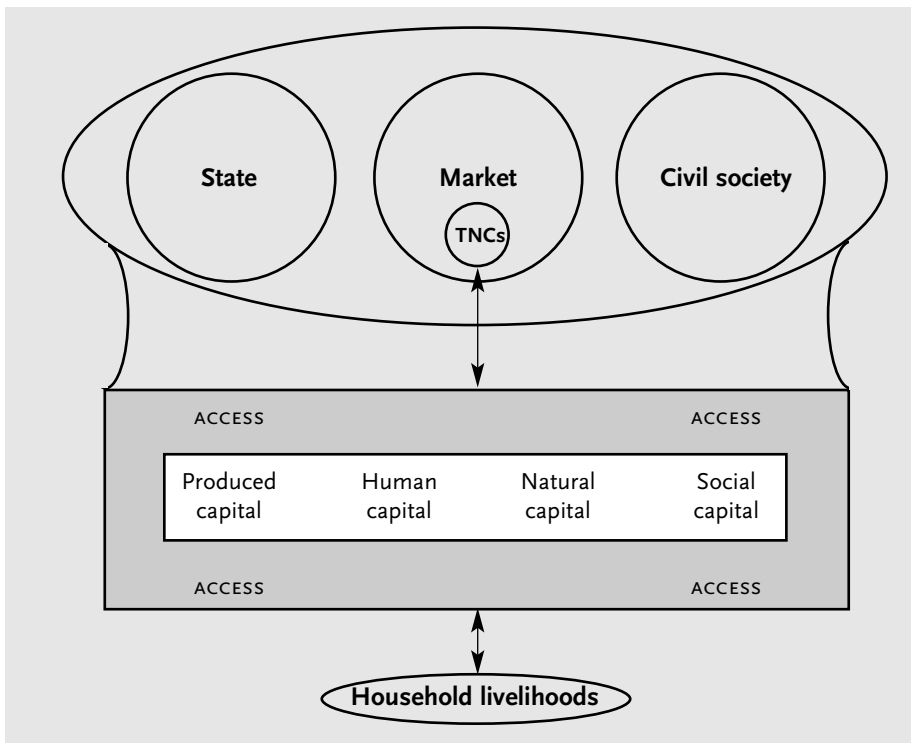 State Market Civil society
TNCs
ACCESS ACCESS
Produced Human Natural Social
capital capital capital capital
ACCESS ACCESS
Household livelihoods